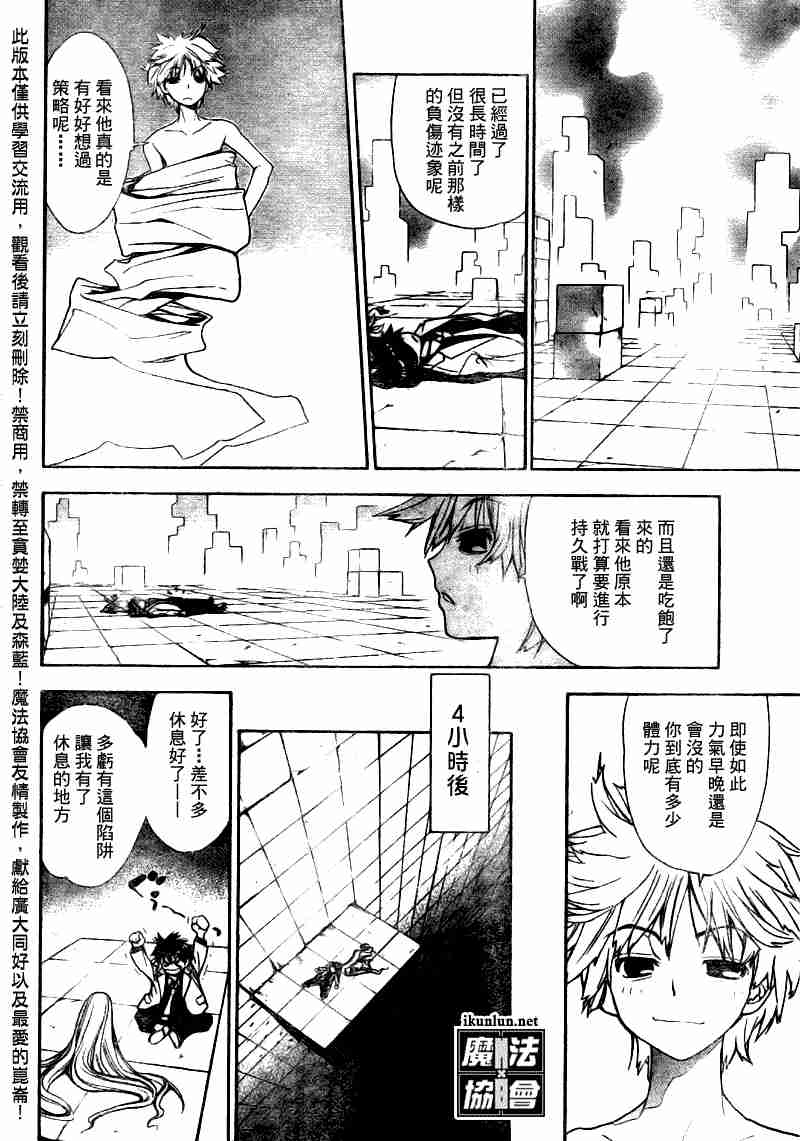 已經過了
很長時間了
但沒有之前那樣
的負傷迹象呢
看來他真的是
有好好想過
策略呢……
而且還是吃飽了
來的
看來他原本
就打算要進行
持久戰了啊
即使如此
力氣早晚還是
會沒的
你到底有多少
體力呢
4小時後
好了…差不多
休息好了——
多虧有這個陷阱
讓我有了
休息的地方
ikunlun.net
魔法
協會
此版本僅供學習交流用，觀看後請立刻刪除！禁商用，禁轉至貪婪大陸及森藍！魔法協會友情製作，獻給廣大同好以及最愛的崑崙！